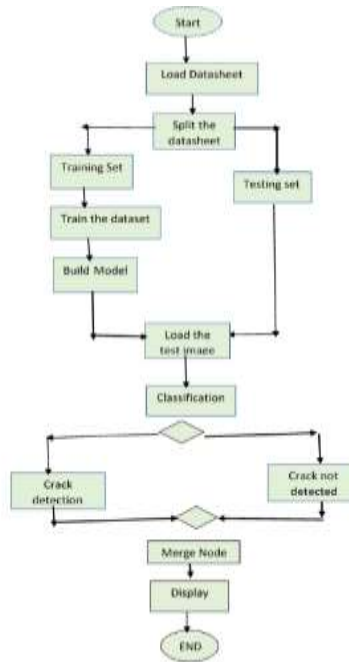 Start
Load Datasheet
Split the
datasheet
Training Set
Testing set
Train the dataset
Build Model
Load the
test image
Classification
Crack
detection
Crack not
detected
Merge Node
Display
END